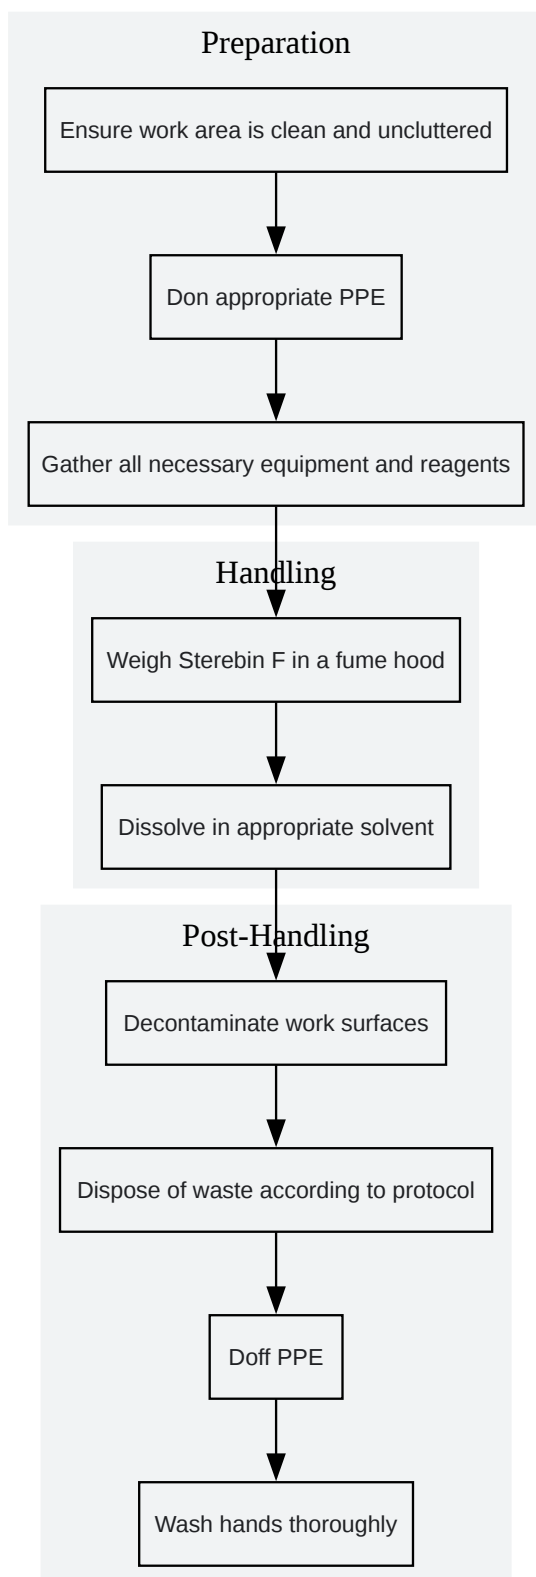 Preparation
Ensure work area is clean and uncluttered
Don appropriate PPE
Gather all necessary equipment and reagents
Handling
Weigh Sterebin F in a fume hood
Dissolve in appropriate solvent
Post-Handling
Decontaminate work surfaces
Dispose of waste according to protocol
Doff PPE
Wash hands thoroughly